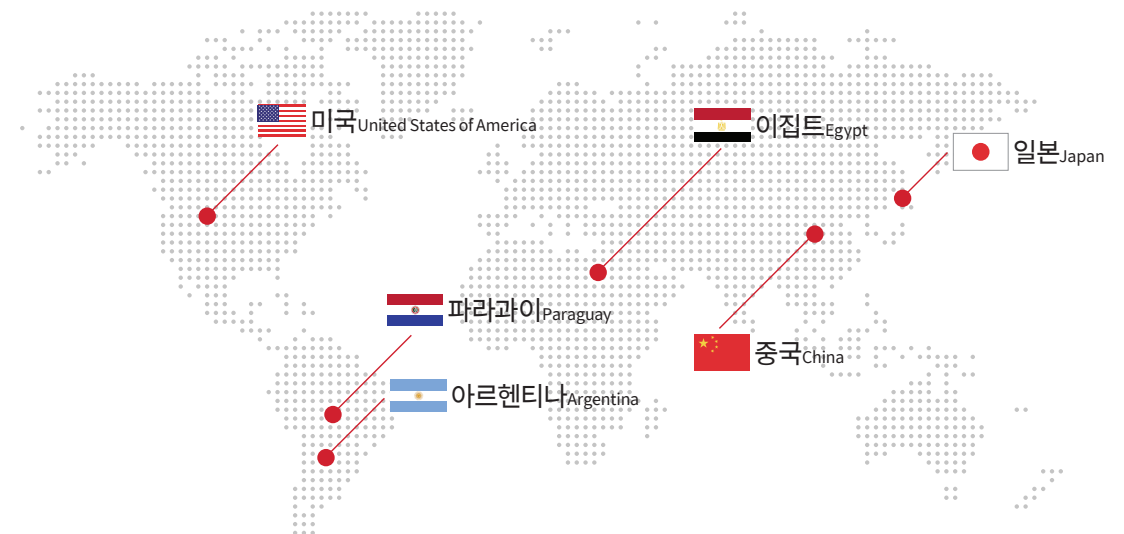 미국United States of America
이집트Egypt
일본Japan
파라과이Paraguay
중국China
아르헨티나Argentina